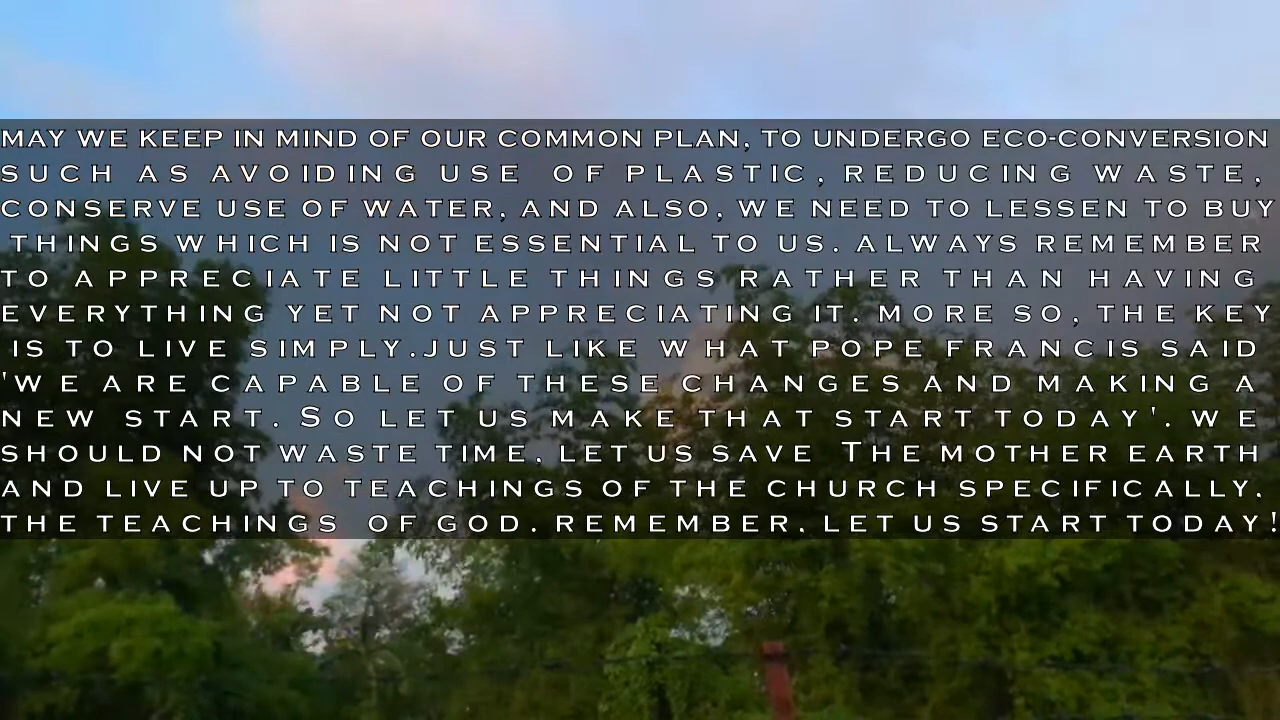 MAY WE KEEP IN MIND OF OUR COMMON PLAN, TO UNDERGO ECO-CONVERSION
SUCH AS AVOIDING USE OF PLASTIC, REDUCING WASTE,
CONSERVE USE OF WATER, AND ALSO, WE NEED TO LESSEN TO BUY
THINGS WHICH IS NOT ESSENTIAL TO US. ALWAYS REMEMBER
TO APPRECIATE LITTLE THINGS RATHER THAN HAVING
EVERYTHING YET NOT APPRECIATING IT. MORE SO, THE KEY
IS TO LIVE SIMPLY.JUST LIKE WHAT POPE FRANCIS SAID
'WE ARE CAPABLE OF THESE CHANGES AND MAKING A
NEW START. SO LET US MAKE THAT START TODAY'. WE
SHOULD NOT WASTE TIME. LET US SAVE THE MOTHER EARTH
AND LIVE UP TO TEACHINGS OF THE CHURCH SPECIFICALLY.
THE TEACHINGS OF GOD. REMEMBER. LET US START TODAY!